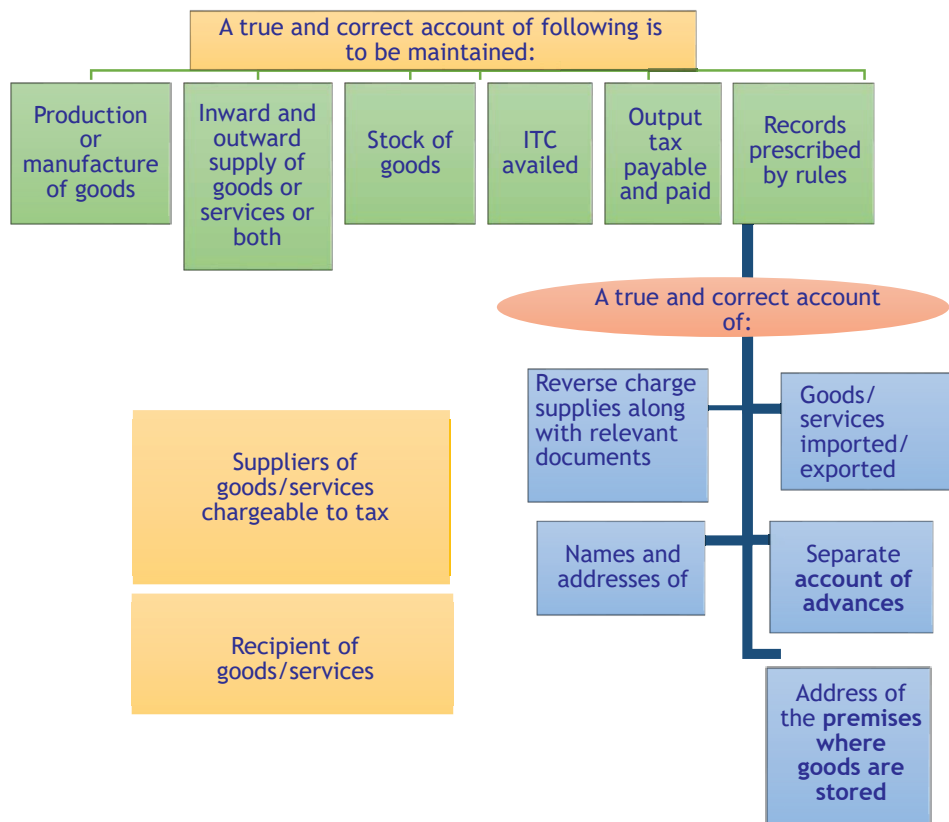 A true and correct account of following is
to be maintained:
Production
or
manufacture
of goods
Inward and
outward
supply of
goods or
services or
both
Stock of
goods
ITC
availed
Output
tax
payable
and paid
Records
prescribed
by rules
A true and correct account
of:
Reverse charge
supplies along
with relevant
documents
Goods/
services
imported/
exported
Names and
addresses of
Separate
account of
advances
Suppliers of
goods/services
chargeable to tax
Recipient of
goods/services
Address of
the premises
where
goods are
stored